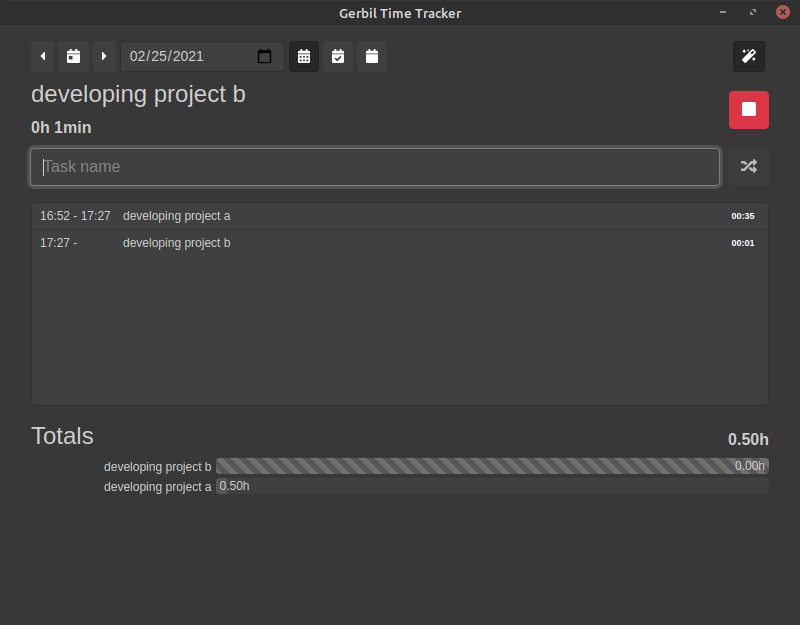 Gerbil Time Tracker
02/25/2021
developing project b
0h 1min
Task name
16:52 - 17:27 developing project a 00:35
17:27 - developing project b 00:01
Totals 0.50h
developing project b 0.00h
developing project a 0.50h